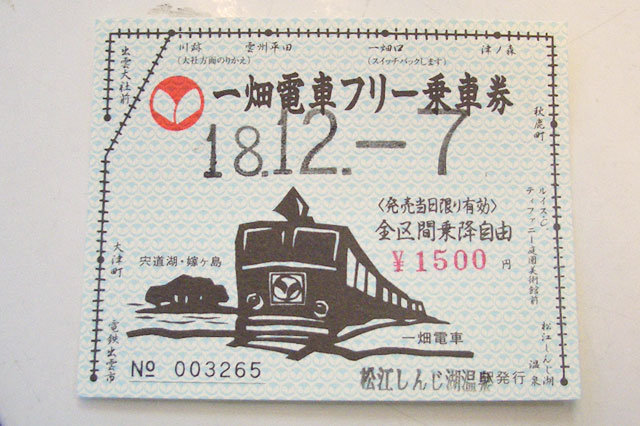 川跡
(大社方面のりかえ)
雲州平田
一畑口
(スイッチバックします)
津ノ森
出雲大社前
一畑電車フリー乗車券
18.12.-7
秋鹿町
〈発売当日限り有効〉
全区間乗降自由
¥1500円
ルイス・C
ティファニー庭園美術館前
大津町
宍道湖・嫁ヶ島
一畑電車
電鉄出雲市
松江しんじ湖
温泉
№ 003265
松江しんじ湖温泉駅発行